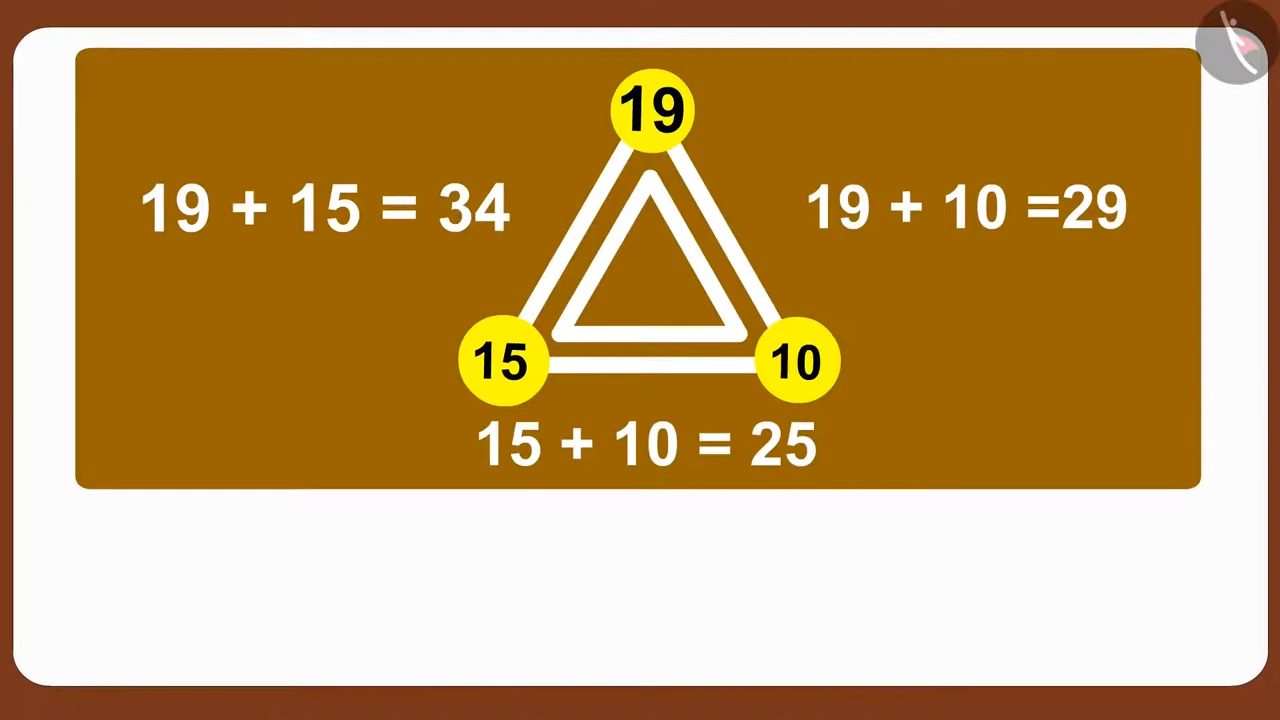 19
19 + 15 = 34
19 + 10 =29
15
10
15 + 10 = 25